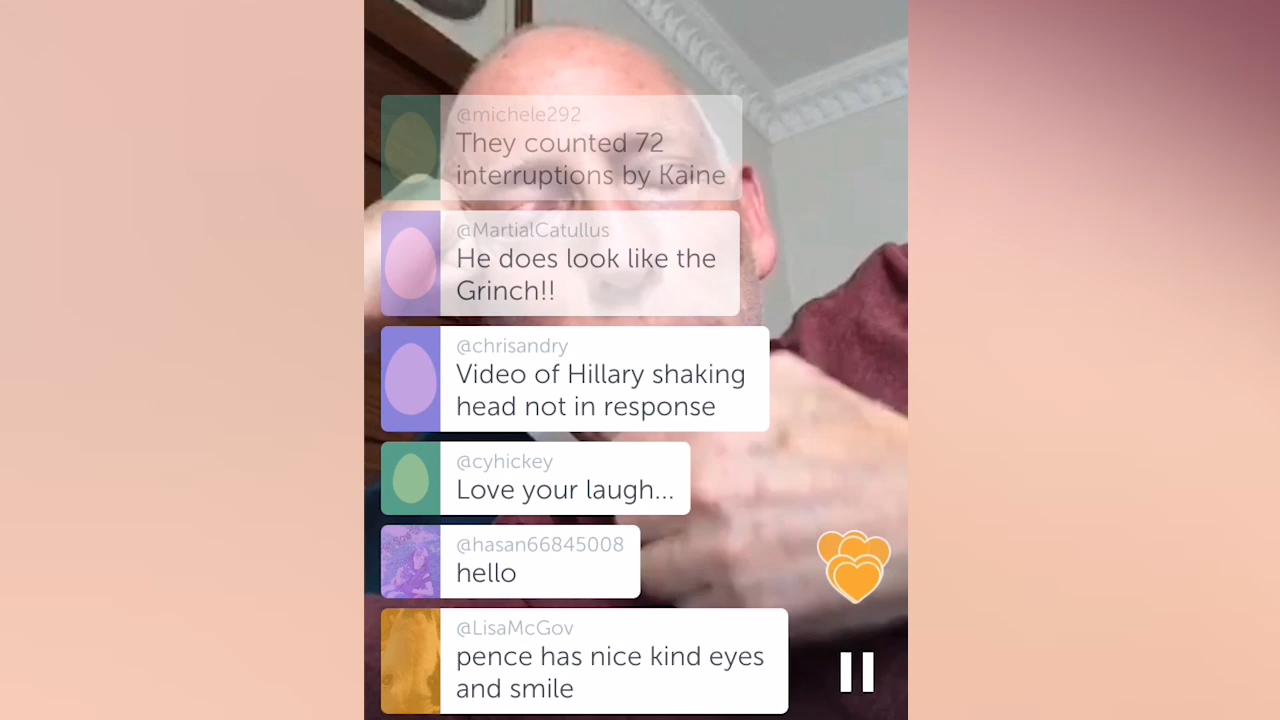 @michele292
They counted 72
interruptions by Kaine
@MartialCatullus
He does look like the
Grinch!!
@chrisandry
Video of Hillary shaking
head not in response
@cyhickey
Love your laugh...
@hasan66845008
hello
@LisaMcGov
pence has nice kind eyes
and smile